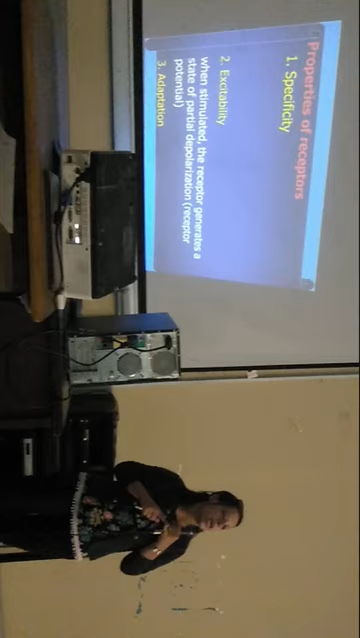 Properties of receptors
1. Specificity
2. Excitability
when stimulated, the receptor generates a
state of partial depolarization (receptor
potential)
3. Adaptation